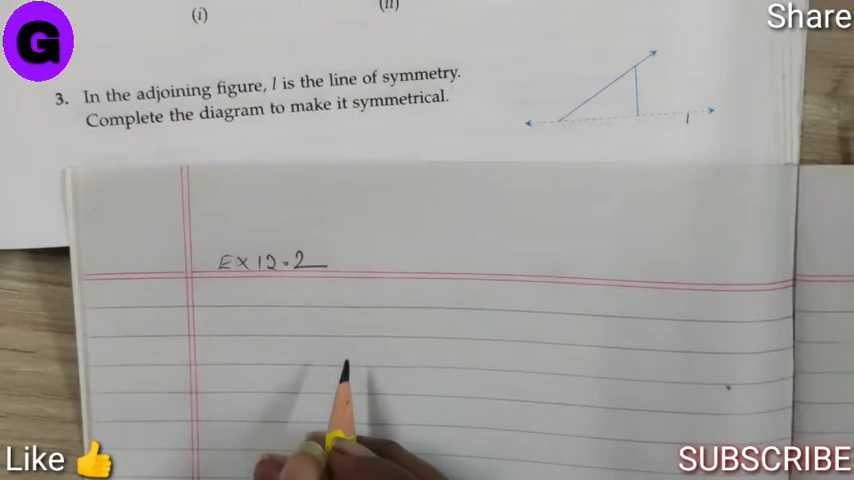 G
Share
(i)
(ii)
3. In the adjoining figure, l is the line of symmetry.
Complete the diagram to make it symmetrical.
l
EX 12.2
Like
SUBSCRIBE